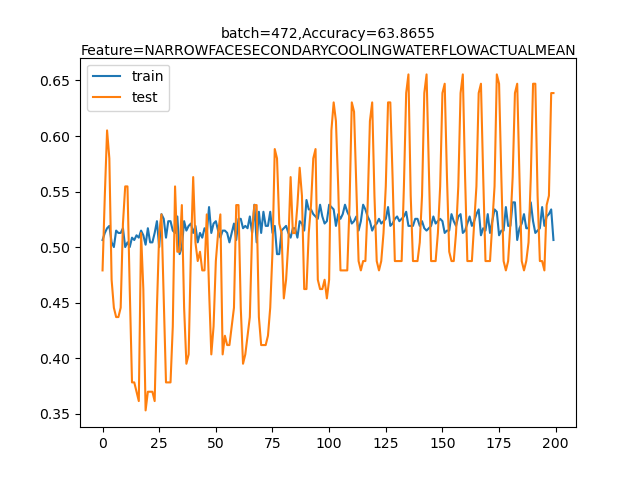 batch=472,Accuracy=63.8655
Feature=NARROWFACESECONDARYCOOLINGWATERFLOWACTUALMEAN
train
test
0.65
0.60
0.55
0.50
0.45
0.40
0.35
0 25 50 75 100 125 150 175 200